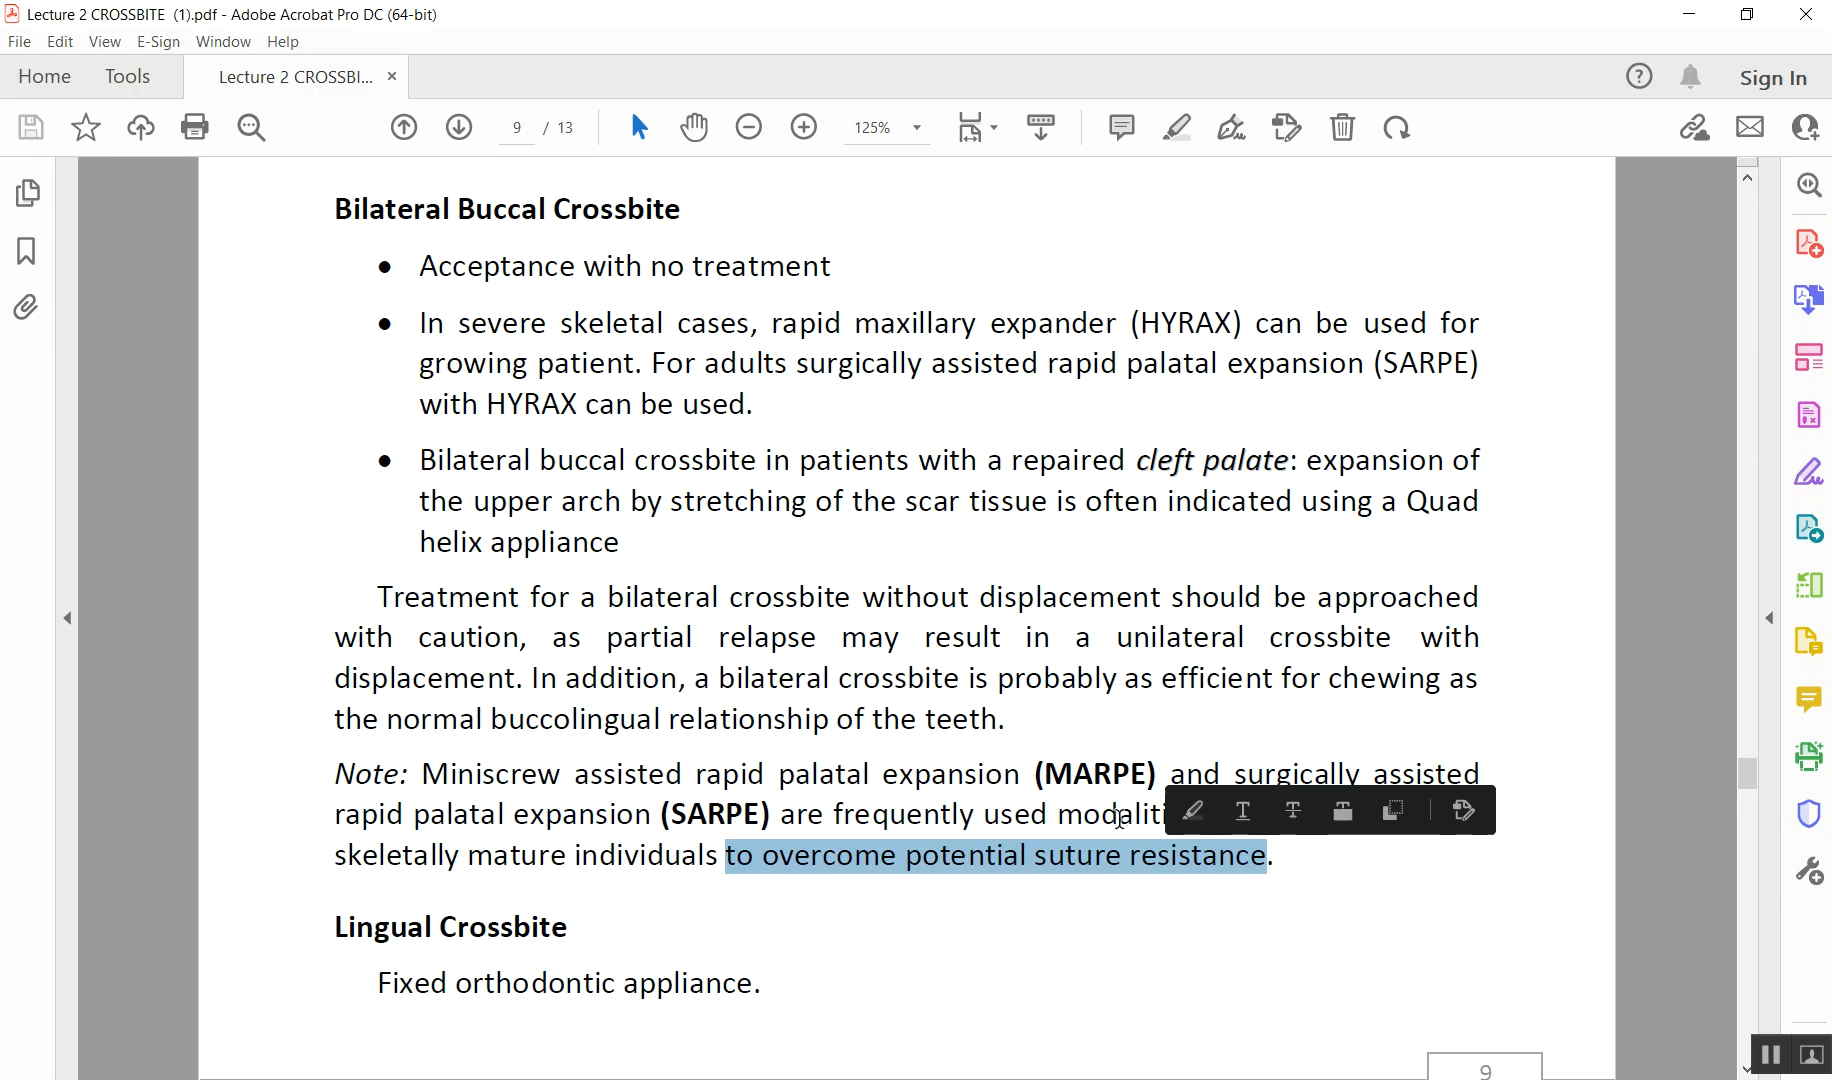 Lecture 2 CROSSBITE (1).pdf - Adobe Acrobat Pro DC (64-bit)
File Edit View E-Sign Window Help
Home Tools Lecture 2 CROSSBI... × Sign In
9 / 13 125%
Bilateral Buccal Crossbite
• Acceptance with no treatment
• In severe skeletal cases, rapid maxillary expander (HYRAX) can be used for
growing patient. For adults surgically assisted rapid palatal expansion (SARPE)
with HYRAX can be used.
• Bilateral buccal crossbite in patients with a repaired cleft palate: expansion of
the upper arch by stretching of the scar tissue is often indicated using a Quad
helix appliance
Treatment for a bilateral crossbite without displacement should be approached
with caution, as partial relapse may result in a unilateral crossbite with
displacement. In addition, a bilateral crossbite is probably as efficient for chewing as
the normal buccolingual relationship of the teeth.
Note: Miniscrew assisted rapid palatal expansion (MARPE) and surgically assisted
rapid palatal expansion (SARPE) are frequently used
skeletally mature individuals to overcome potential suture resistance.
Lingual Crossbite
Fixed orthodontic appliance.
9